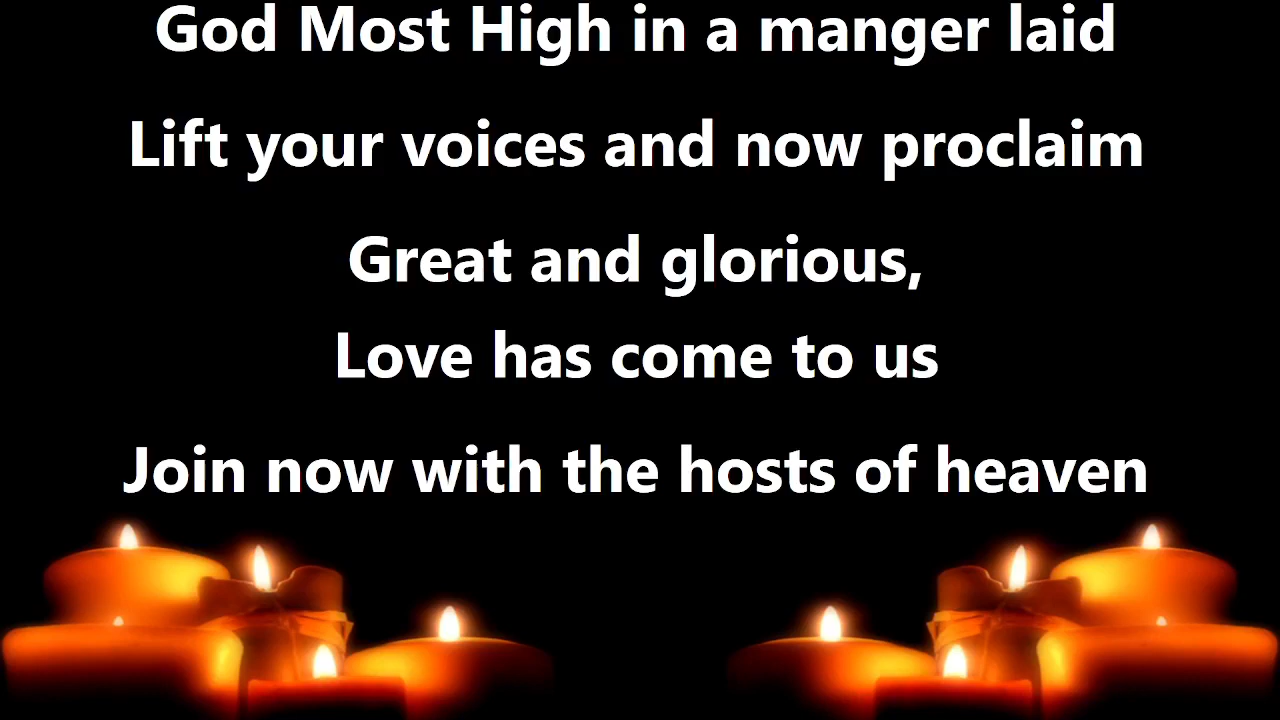 God Most High in a manger laid
Lift your voices and now proclaim
Great and glorious,
Love has come to us
Join now with the hosts of heaven